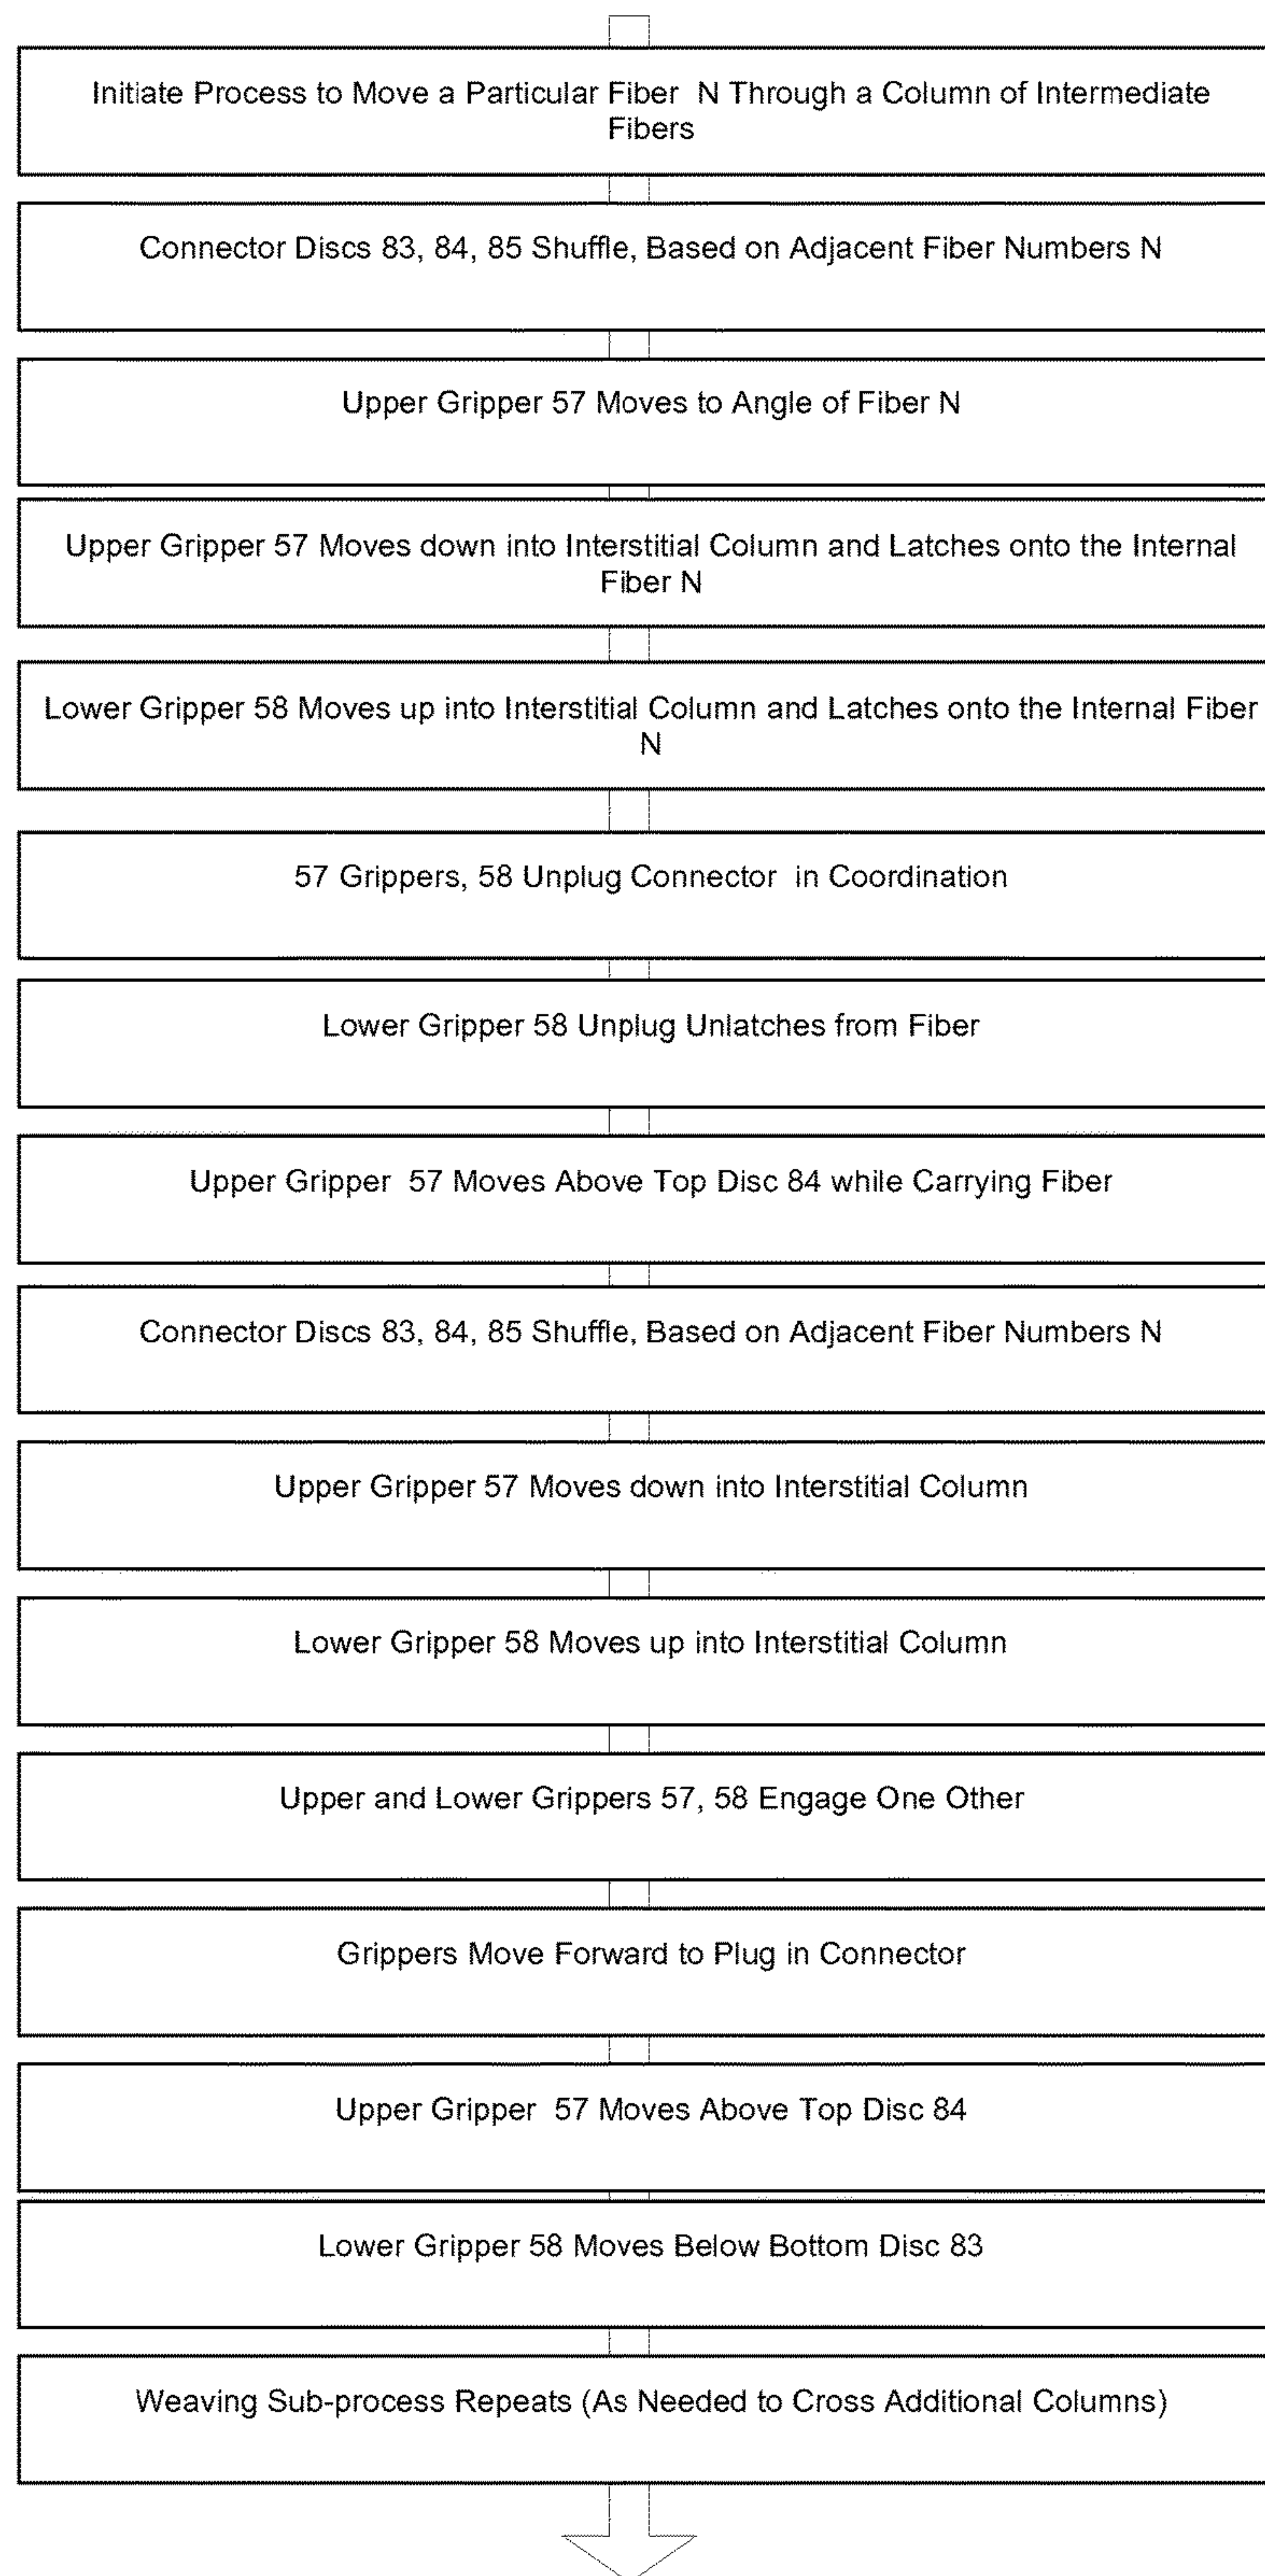 Initiate Process to Move a Particular Fiber N Through a Column of Intermediate
Fibers
Connector Discs 83, 84, 85 Shuffle, Based on Adjacent Fiber Numbers N
Upper Gripper 57 Moves to Angle of Fiber N
Upper Gripper 57 Moves down into Interstitial Column and Latches onto the Internal
Fiber N
Lower Gripper 58 Moves up into Interstitial Column and Latches onto the Internal Fiber
N
57 Grippers, 58 Unplug Connector in Coordination
Lower Gripper 58 Unplug Unlatches from Fiber
Upper Gripper 57 Moves Above Top Disc 84 while Carrying Fiber
Connector Discs 83, 84, 85 Shuffle, Based on Adjacent Fiber Numbers N
Upper Gripper 57 Moves down into Interstitial Column
Lower Gripper 58 Moves up into Interstitial Column
Upper and Lower Grippers 57, 58 Engage One Other
Grippers Move Forward to Plug in Connector
Upper Gripper 57 Moves Above Top Disc 84
Lower Gripper 58 Moves Below Bottom Disc 83
Weaving Sub-process Repeats (As Needed to Cross Additional Columns)